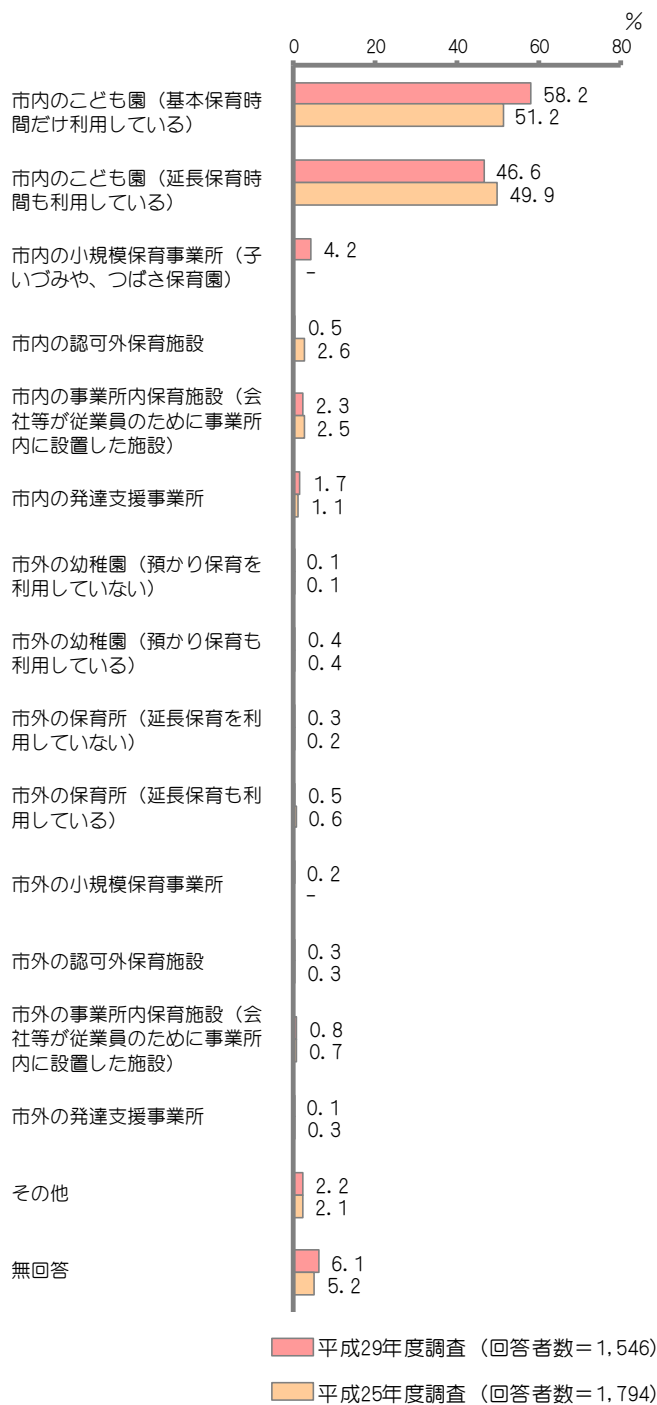 %
0 20 40 60 80
市内のこども園（基本保育時
間だけ利用している）
58.2
51.2
市内のこども園（延長保育時
間も利用している）
46.6
49.9
市内の小規模保育事業所（子
いづみや、つばさ保育園）
4.2
-
市内の認可外保育施設
0.5
2.6
市内の事業所内保育施設（会
社等が従業員のために事業所
内に設置した施設）
2.3
2.5
市内の発達支援事業所
1.7
1.1
市外の幼稚園（預かり保育を
利用していない）
0.1
0.1
市外の幼稚園（預かり保育も
利用している）
0.4
0.4
市外の保育所（延長保育を利
用していない）
0.3
0.2
市外の保育所（延長保育も利
用している）
0.5
0.6
市外の小規模保育事業所
0.2
-
市外の認可外保育施設
0.3
0.3
市外の事業所内保育施設（会
社等が従業員のために事業所
内に設置した施設）
0.8
0.7
市外の発達支援事業所
0.1
0.3
その他
2.2
2.1
無回答
6.1
5.2
平成29年度調査（回答者数＝1,546)
平成25年度調査（回答者数＝1,794)